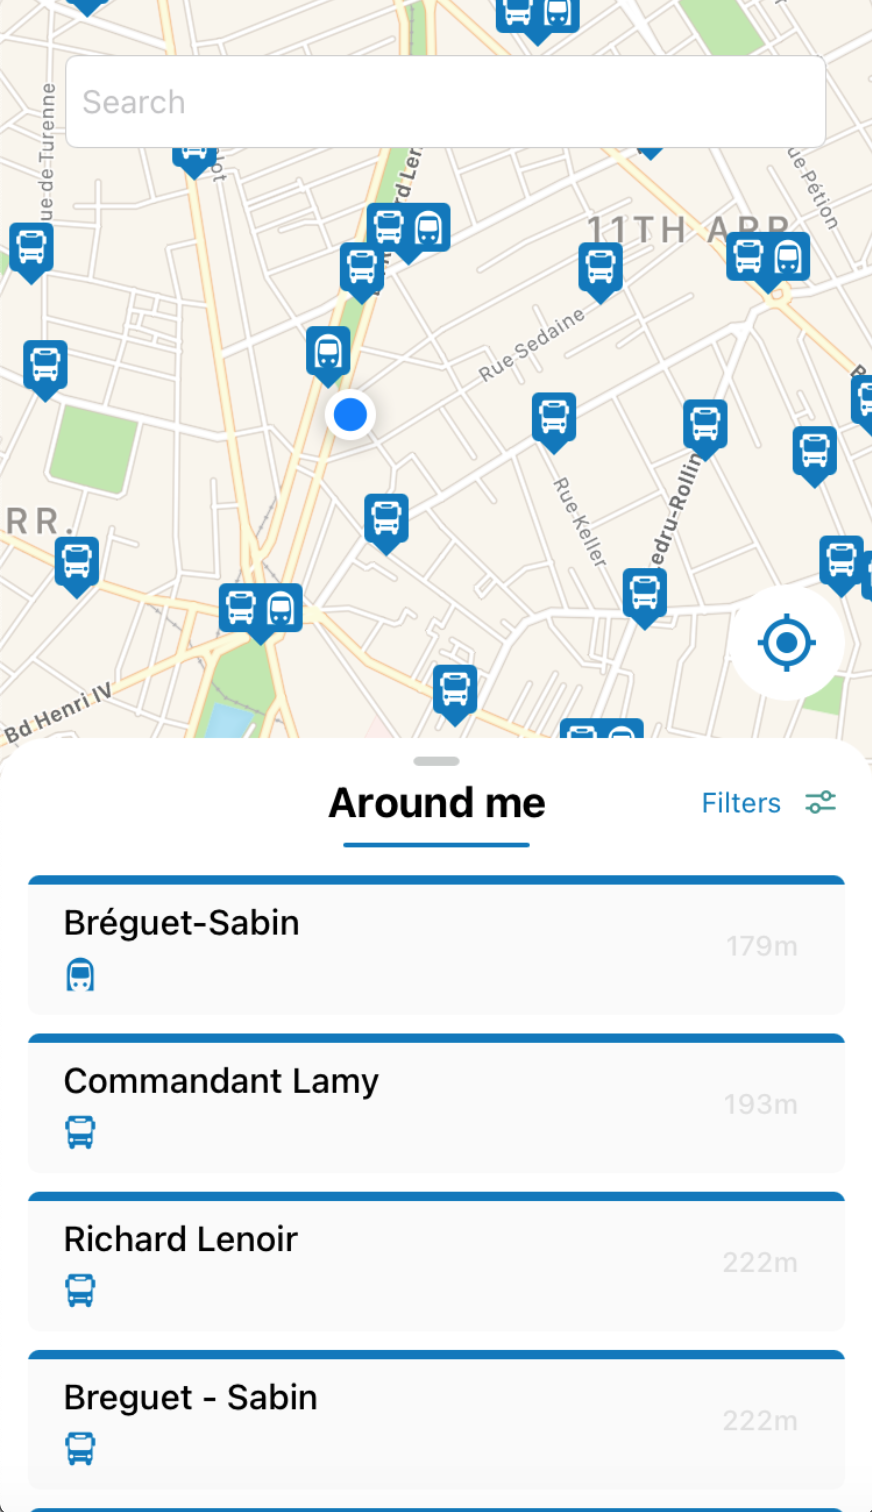 Search
ue de Turenne
ue Pétion
rd Ler
11TH ARR.
Rue Sedaine
Rue Keller
edru-Rollin
RR.
Bd Henri IV
Around me
Filters
Bréguet-Sabin
179m
Commandant Lamy
193m
Richard Lenoir
222m
Breguet - Sabin
222m